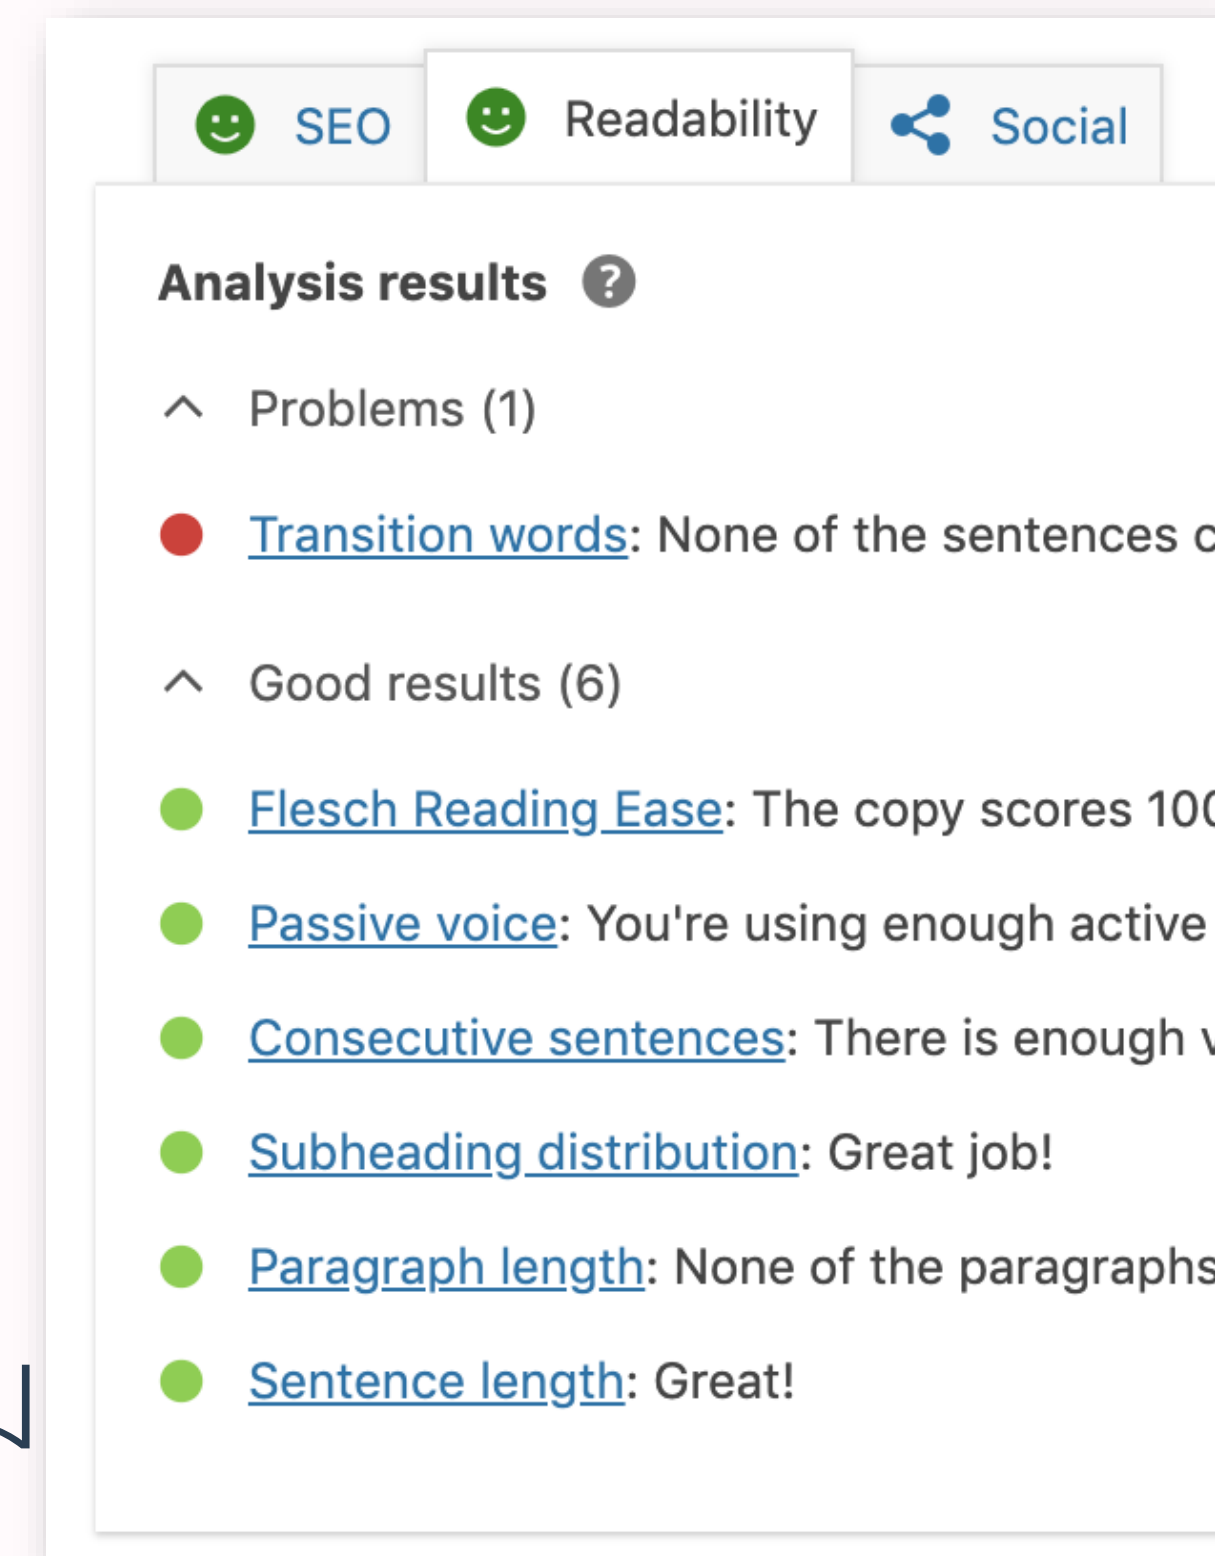 SEO
Readability
Social
Analysis results
Problems (1)
Transition words: None of the sentences
Good results (6)
Flesch Reading Ease: The copy scores 100
Passive voice: You're using enough active
Consecutive sentences: There is enough
Subheading distribution: Great job!
Paragraph length: None of the paragraphs
Sentence length: Great!